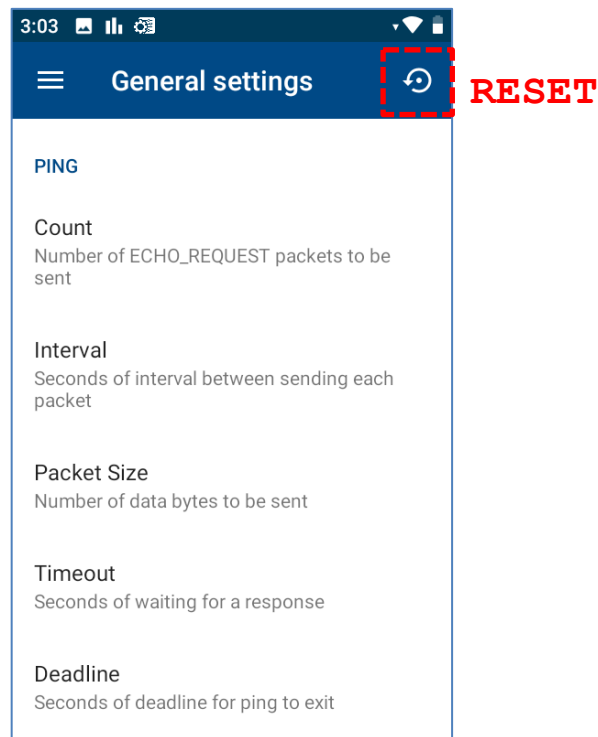 3:03
General settings
RESET
PING
Count
Number of ECHO_REQUEST packets to be
sent
Interval
Seconds of interval between sending each
packet
Packet Size
Number of data bytes to be sent
Timeout
Seconds of waiting for a response
Deadline
Seconds of deadline for ping to exit